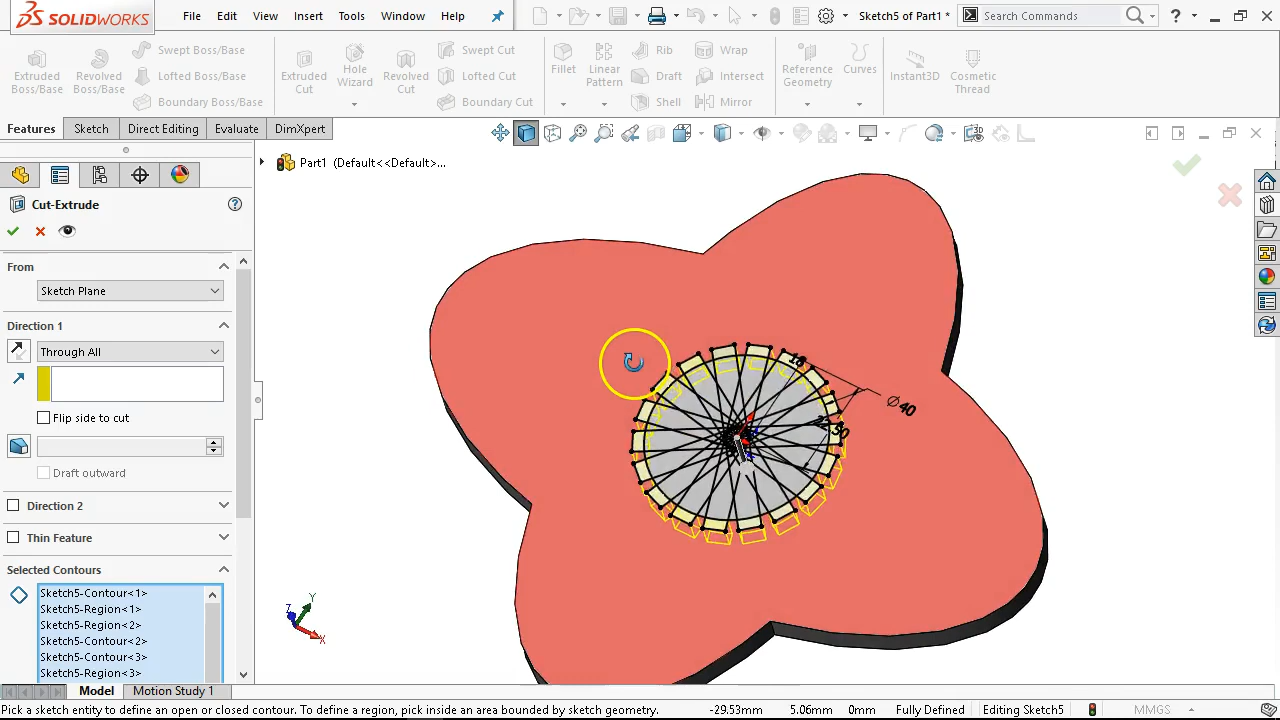 SOLIDWORKS File Edit View Insert Tools Window Help Sketch5 of Part1 * Search Commands ?
Extruded Boss/Base Revolved Boss/Base Swept Boss/Base Lofted Boss/Base Boundary Boss/Base
Extruded Cut Hole Wizard Revolved Cut Swept Cut Lofted Cut Boundary Cut
Fillet Linear Pattern Rib Draft Shell Wrap Intersect Mirror
Reference Geometry Curves Instant3D Cosmetic Thread
Features Sketch Direct Editing Evaluate DimXpert
Part1 (Default<<Default>...
Cut-Extrude
From
Sketch Plane
Direction 1
Through All
Flip side to cut
Draft outward
Direction 2
Thin Feature
Selected Contours
Sketch5-Contour<1>
Sketch5-Region<1>
Sketch5-Region<2>
Sketch5-Contour<2>
Sketch5-Contour<3>
Sketch5-Region<3>
18
Ø40
Y
Z
X
Model Motion Study 1
Pick a sketch entity to define an open or closed contour. To define a region, pick inside an area bounded by sketch geometry. -29.53mm 5.06mm 0mm Fully Defined Editing Sketch5 MMGS